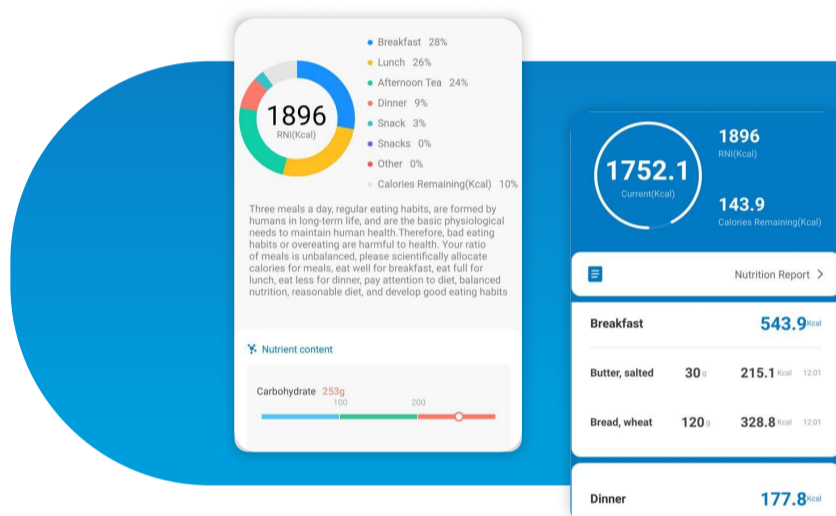 Breakfast 28%
Lunch 26%
Afternoon Tea 24%
Dinner 9%
Snack 3%
Snacks 0%
Other 0%
Calories Remaining(Kcal) 10%
1896
RNI(Kcal)
Three meals a day, regular eating habits, are formed by
humans in long-term life, and are the basic physiological
needs to maintain human health.Therefore, bad eating
habits or overeating are harmful to health. Your ratio
of meals is unbalanced, please scientifically allocate
calories for meals, eat well for breakfast, eat full for
lunch, eat less for dinner, pay attention to diet, balanced
nutrition, reasonable diet, and develop good eating habits
Nutrient content
Carbohydrate 253g
100 200
1752.1
Current(Kcal)
1896
RNI(Kcal)
143.9
Calories Remaining(Kcal)
Nutrition Report >
Breakfast 543.9Kcal
Butter, salted 30 g 215.1 Kcal 12:01
Bread, wheat 120 g 328.8 Kcal 12:01
Dinner 177.8Kcal